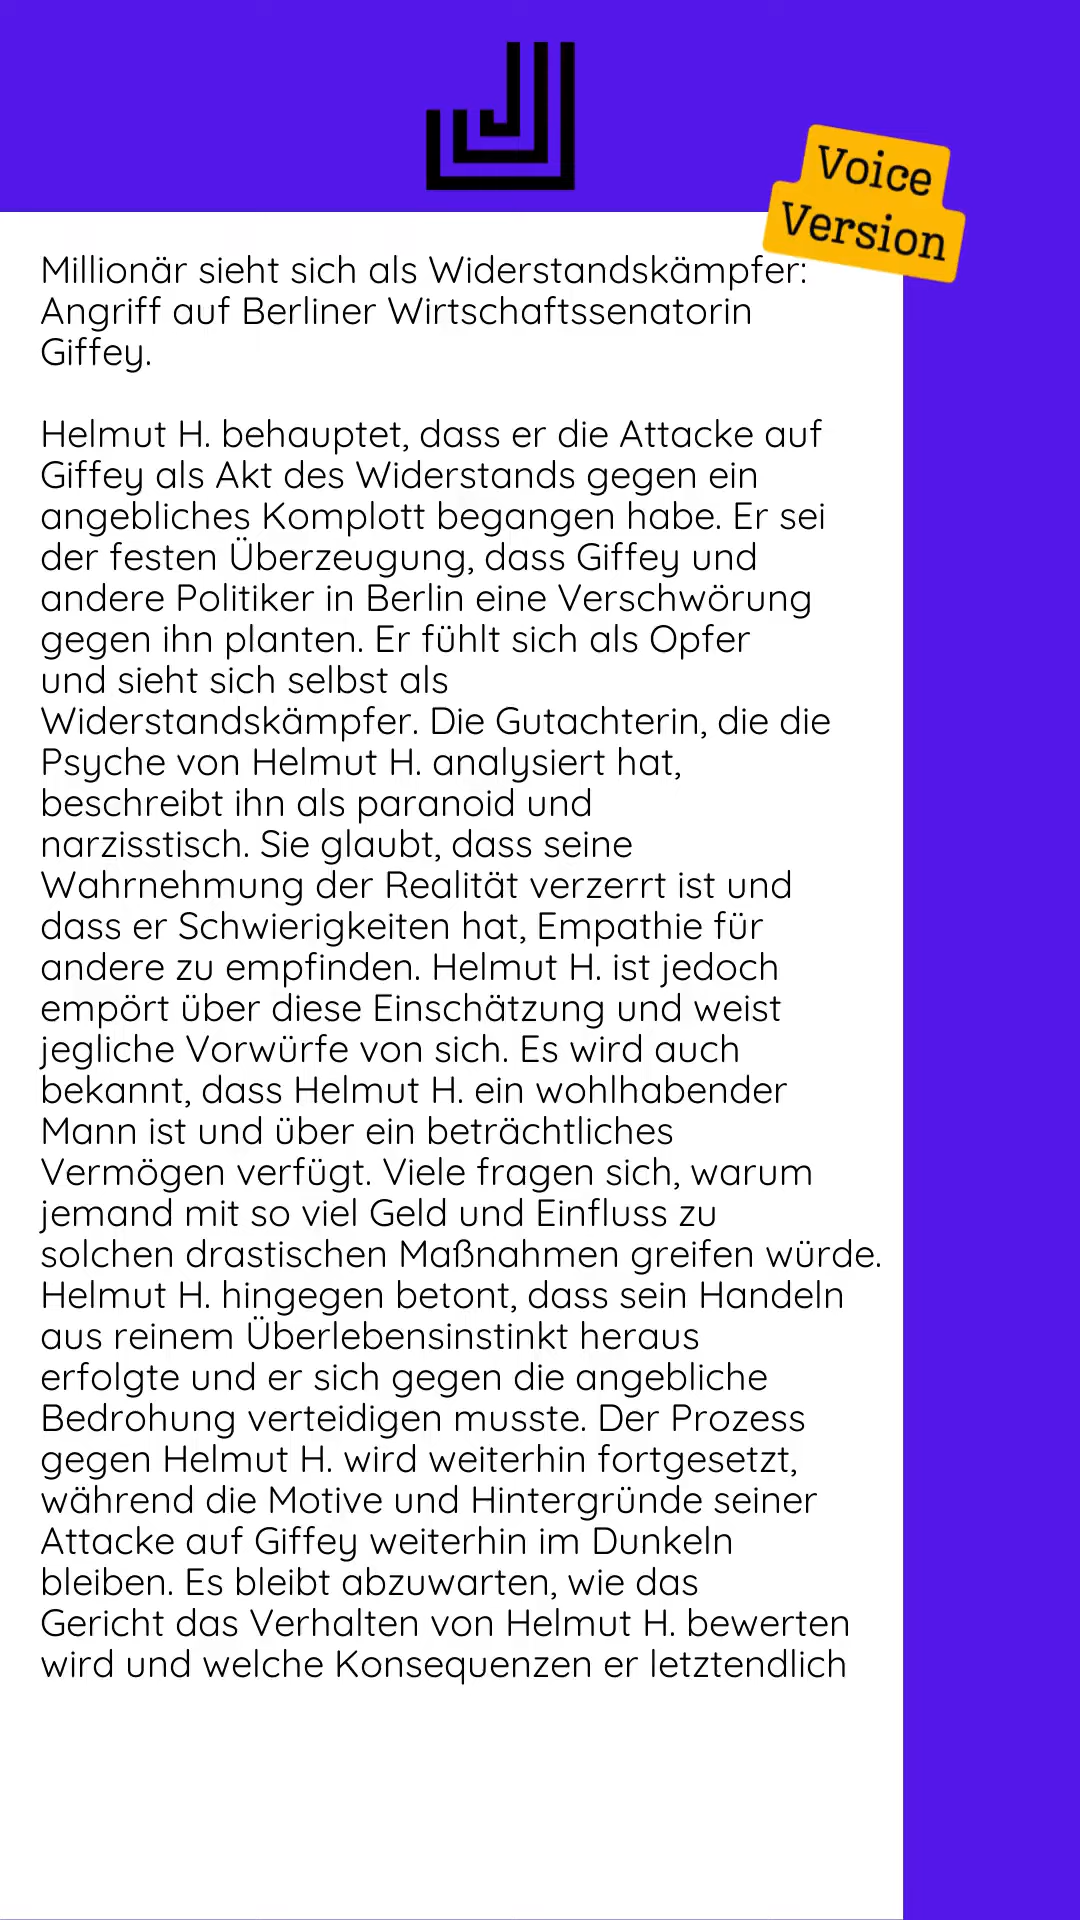 Voice
Version
Millionär sieht sich als Widerstandskämpfer:
Angriff auf Berliner Wirtschaftssenatorin
Giffey.
Helmut H. behauptet, dass er die Attacke auf
Giffey als Akt des Widerstands gegen ein
angebliches Komplott begangen habe. Er sei
der festen Überzeugung, dass Giffey und
andere Politiker in Berlin eine Verschwörung
gegen ihn planten. Er fühlt sich als Opfer
und sieht sich selbst als
Widerstandskämpfer. Die Gutachterin, die die
Psyche von Helmut H. analysiert hat,
beschreibt ihn als paranoid und
narzisstisch. Sie glaubt, dass seine
Wahrnehmung der Realität verzerrt ist und
dass er Schwierigkeiten hat, Empathie für
andere zu empfinden. Helmut H. ist jedoch
empört über diese Einschätzung und weist
jegliche Vorwürfe von sich. Es wird auch
bekannt, dass Helmut H. ein wohlhabender
Mann ist und über ein beträchtliches
Vermögen verfügt. Viele fragen sich, warum
jemand mit so viel Geld und Einfluss zu
solchen drastischen Maßnahmen greifen würde.
Helmut H. hingegen betont, dass sein Handeln
aus reinem Überlebensinstinkt heraus
erfolgte und er sich gegen die angebliche
Bedrohung verteidigen musste. Der Prozess
gegen Helmut H. wird weiterhin fortgesetzt,
während die Motive und Hintergründe seiner
Attacke auf Giffey weiterhin im Dunkeln
bleiben. Es bleibt abzuwarten, wie das
Gericht das Verhalten von Helmut H. bewerten
wird und welche Konsequenzen er letztendlich